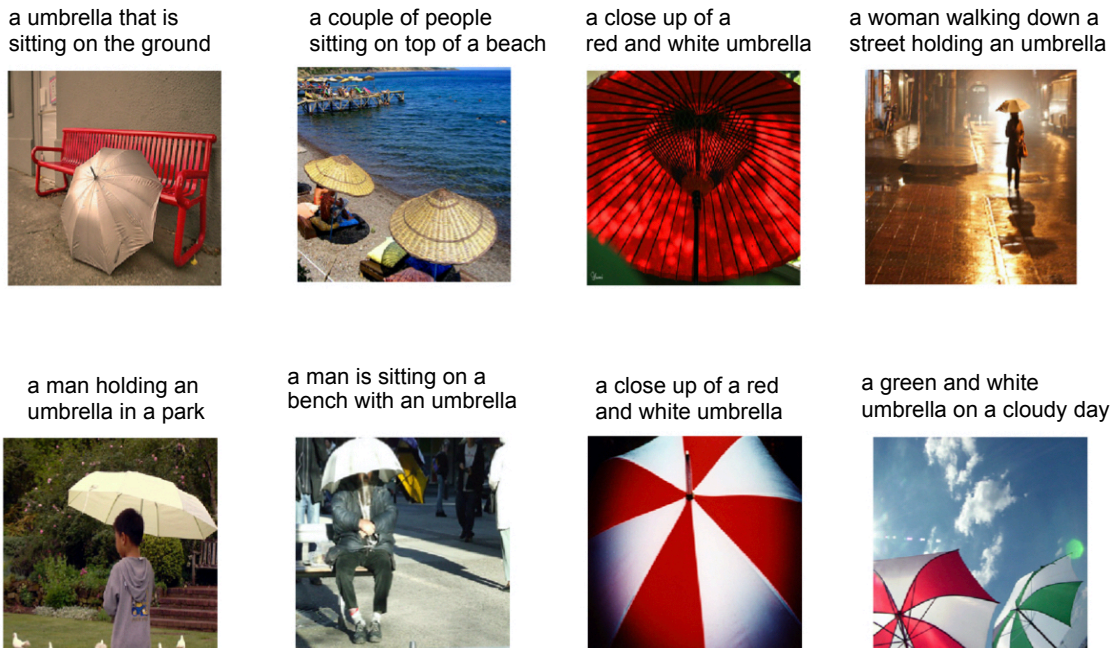 a umbrella that is
sitting on the ground
a couple of people
sitting on top of a beach
a close up of a
red and white umbrella
a woman walking down a
street holding an umbrella
a man holding an
umbrella in a park
a man is sitting on a
bench with an umbrella
a close up of a red
and white umbrella
a green and white
umbrella on a cloudy day